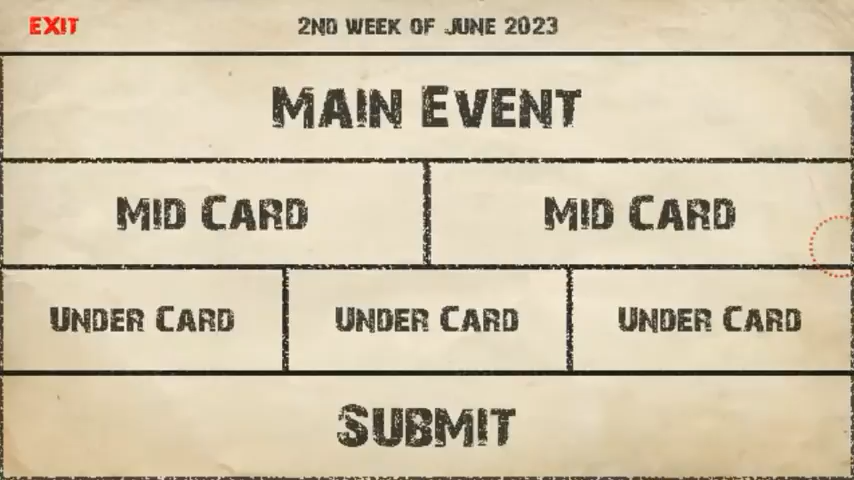 EXIT
2ND WEEK OF JUNE 2023
MAIN EVENT
MID CARD
MID CARD
UNDER CARD
UNDER CARD
UNDER CARD
SUBMIT